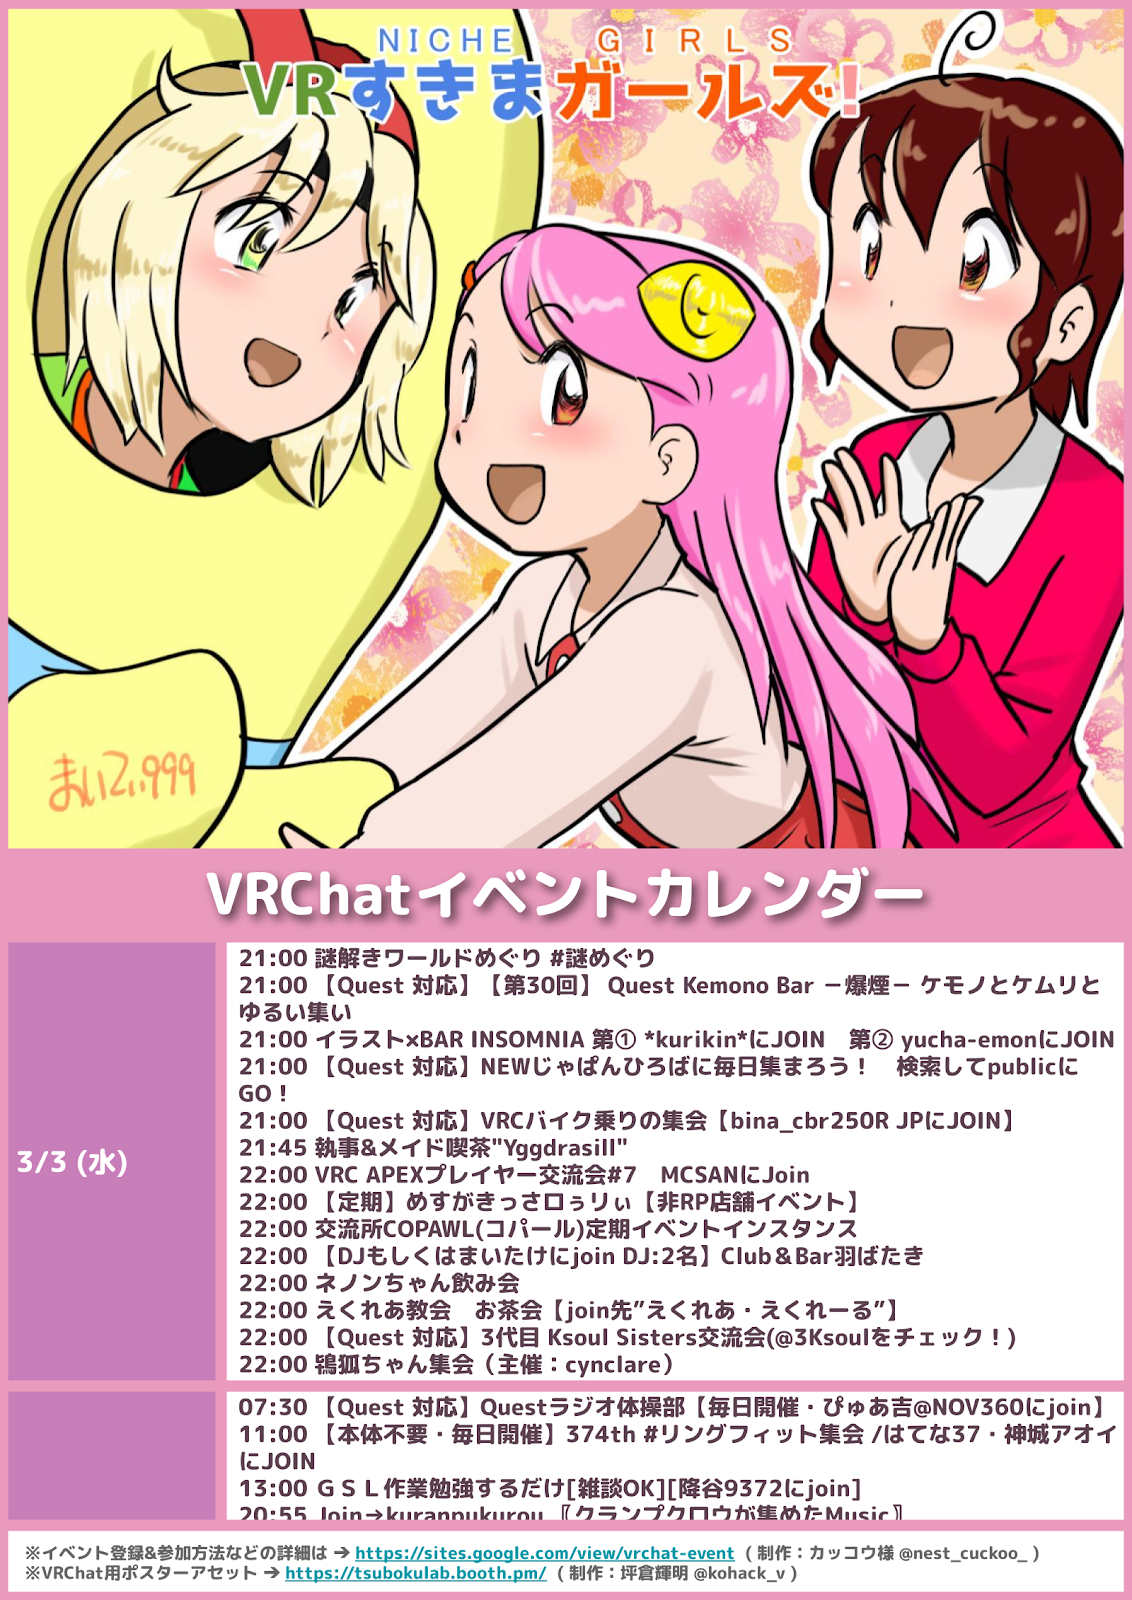 NICHE GIRLS
VRすきまガールズ!
まいこぃ999
VRChatイベントカレンダー
3/3 (水)
21:00 謎解きワールドめぐり #謎めぐり
21:00 【Quest 対応】【第30回】 Quest Kemono Bar －爆煙－ ケモノとケムリと
ゆるい集い
21:00 イラスト×BAR INSOMNIA 第① *kurikin*にJOIN　第② yucha-emonにJOIN
21:00 【Quest 対応】NEWじゃぱんひろばに毎日集まろう！　検索してpublicに
GO！
21:00 【Quest 対応】VRCバイク乗りの集会【bina_cbr250R JPにJOIN】
21:45 執事&メイド喫茶"Yggdrasill"
22:00 VRC APEXプレイヤー交流会#7　MCSANにJoin
22:00 【定期】めすがきっさロぅリぃ【非RP店舗イベント】
22:00 交流所COPAWL(コパール)定期イベントインスタンス
22:00 【DJもしくはまいたけにjoin DJ:2名】Club＆Bar羽ばたき
22:00 ネノンちゃん飲み会
22:00 えくれあ教会　お茶会【join先”えくれあ・えくれーる”】
22:00 【Quest 対応】3代目 Ksoul Sisters交流会(@3Ksoulをチェック！)
22:00 鵼狐ちゃん集会（主催：cynclare）
07:30 【Quest 対応】Questラジオ体操部【毎日開催・ぴゅあ吉@NOV360にjoin】
11:00 【本体不要・毎日開催】374th #リングフィット集会 /はてな37・神城アオイ
にJOIN
13:00 ＧＳＬ作業勉強するだけ[雑談OK][降谷9372にjoin]
20:55 Join→kuranpukurou 〖クランプクロウが集めたMusic〗
※イベント登録&参加方法などの詳細は ➔ https://sites.google.com/view/vrchat-event ( 制作：カッコウ様 @nest_cuckoo_ )
※VRChat用ポスターアセット ➔ https://tsubokulab.booth.pm/ ( 制作：坪倉輝明 @kohack_v )